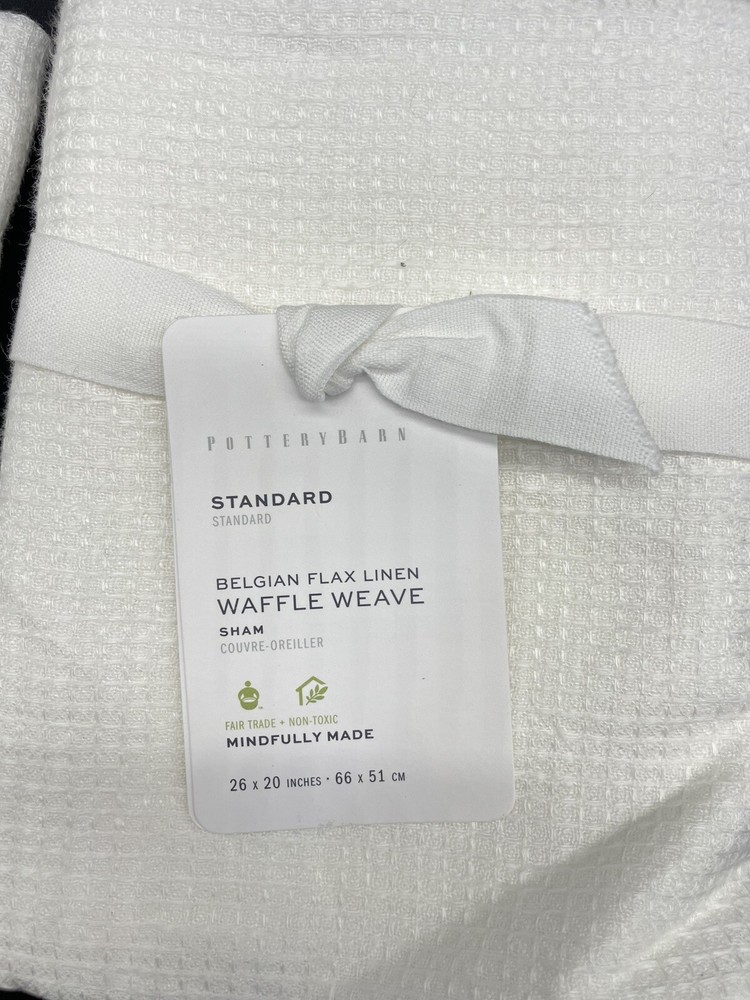 POTTERYBARN
STANDARD
STANDARD
BELGIAN FLAX LINEN
WAFFLE WEAVE
SHAM
COUVRE-OREILLER
FAIR TRADE + NON-TOXIC
MINDFULLY MADE
26 x 20 INCHES · 66 x 51 CM